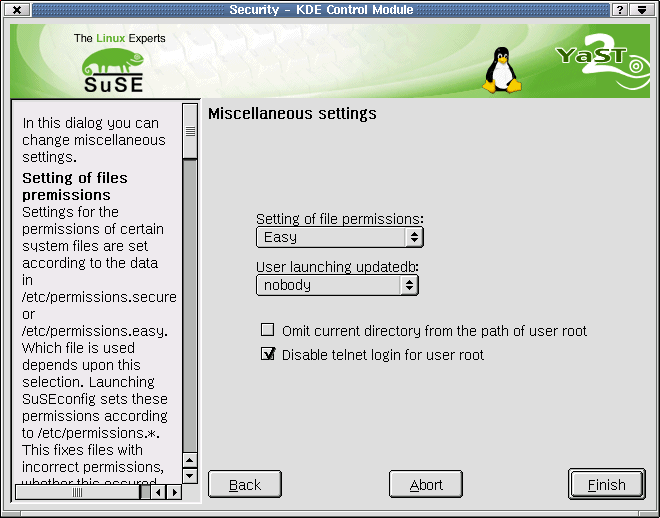 Security - KDE Control Module
The Linux Experts
SuSE
YaST 2
In this dialog you can
change miscellaneous
settings.
Setting of files
premissions
Settings for the
permissions of certain
system files are set
according to the data
in
/etc/permissions.secure
or
/etc/permissions.easy.
Which file is used
depends upon this
selection. Launching
SuSEconfig sets these
permissions according
to /etc/permissions.*.
This fixes files with
incorrect permissions,
whether this occured
Miscellaneous settings
Setting of file permissions:
Easy
User launching updatedb:
nobody
Omit current directory from the path of user root
Disable telnet login for user root
Back
Abort
Finish